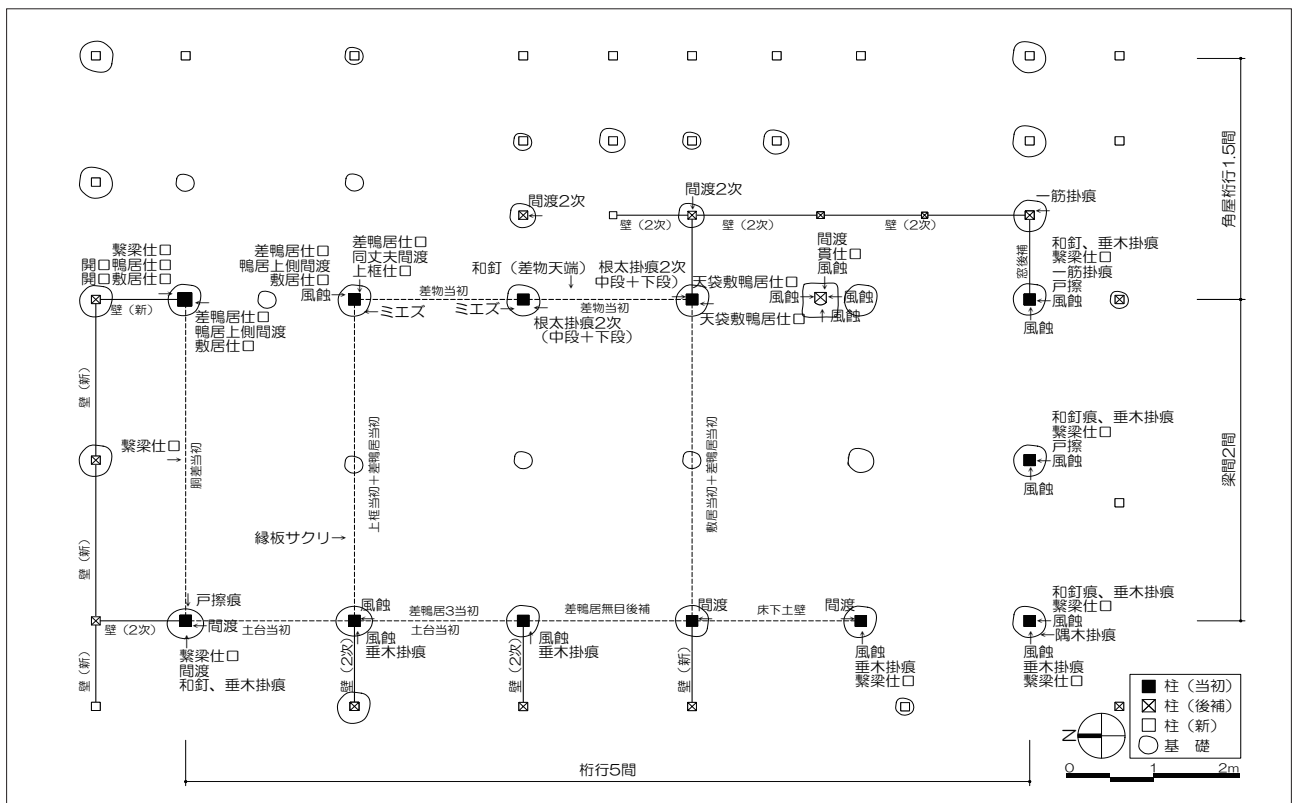 角屋桁行1.5間
間渡2次
間渡2次
一筋掛痕
壁（2次）
壁（2次）
壁（2次）
繋梁仕口
開口鴨居仕口
開口敷居仕口
差鴨居仕口
鴨居上側間渡
敷居仕口
風蝕
差鴨居仕口
同丈夫間渡
上框仕口
和釘（差物天端）
根太掛痕2次
中段＋下段）
間渡
貫仕口
風蝕
天袋敷鴨居仕口
風蝕
風蝕
風蝕
天袋敷鴨居仕口
窓後補
和釘、垂木掛痕
繋梁仕口
一筋掛痕
戸擦
風蝕
風蝕
壁（新）
差鴨居仕口
鴨居上側間渡
敷居仕口
差物当初
ミエズ
ミエズ
差物当初
根太掛痕2次
（中段＋下段）
壁（新）
繋梁仕口
胴差当初
上框当初＋差鴨居当初
敷居当初＋差鴨居当初
和釘痕、垂木掛痕
繋梁仕口
戸擦
風蝕
風蝕
梁間2間
縁板サクリ
壁（新）
戸擦痕
間渡
壁（2次）
風蝕
差鴨居3当初
土台当初
土台当初
差鴨居無目後補
間渡
床下土壁
間渡
和釘痕、垂木掛痕
繋梁仕口
風蝕
隅木掛痕
壁（新）
繋梁仕口
間渡
和釘、垂木掛痕
壁（2次）
風蝕
垂木掛痕
壁（2次）
風蝕
垂木掛痕
壁（新）
風蝕
垂木掛痕
繋梁仕口
風蝕
垂木掛痕
繋梁仕口
柱（当初）
柱（後補）
柱（新）
基　礎
N
0 1 2m
桁行5間